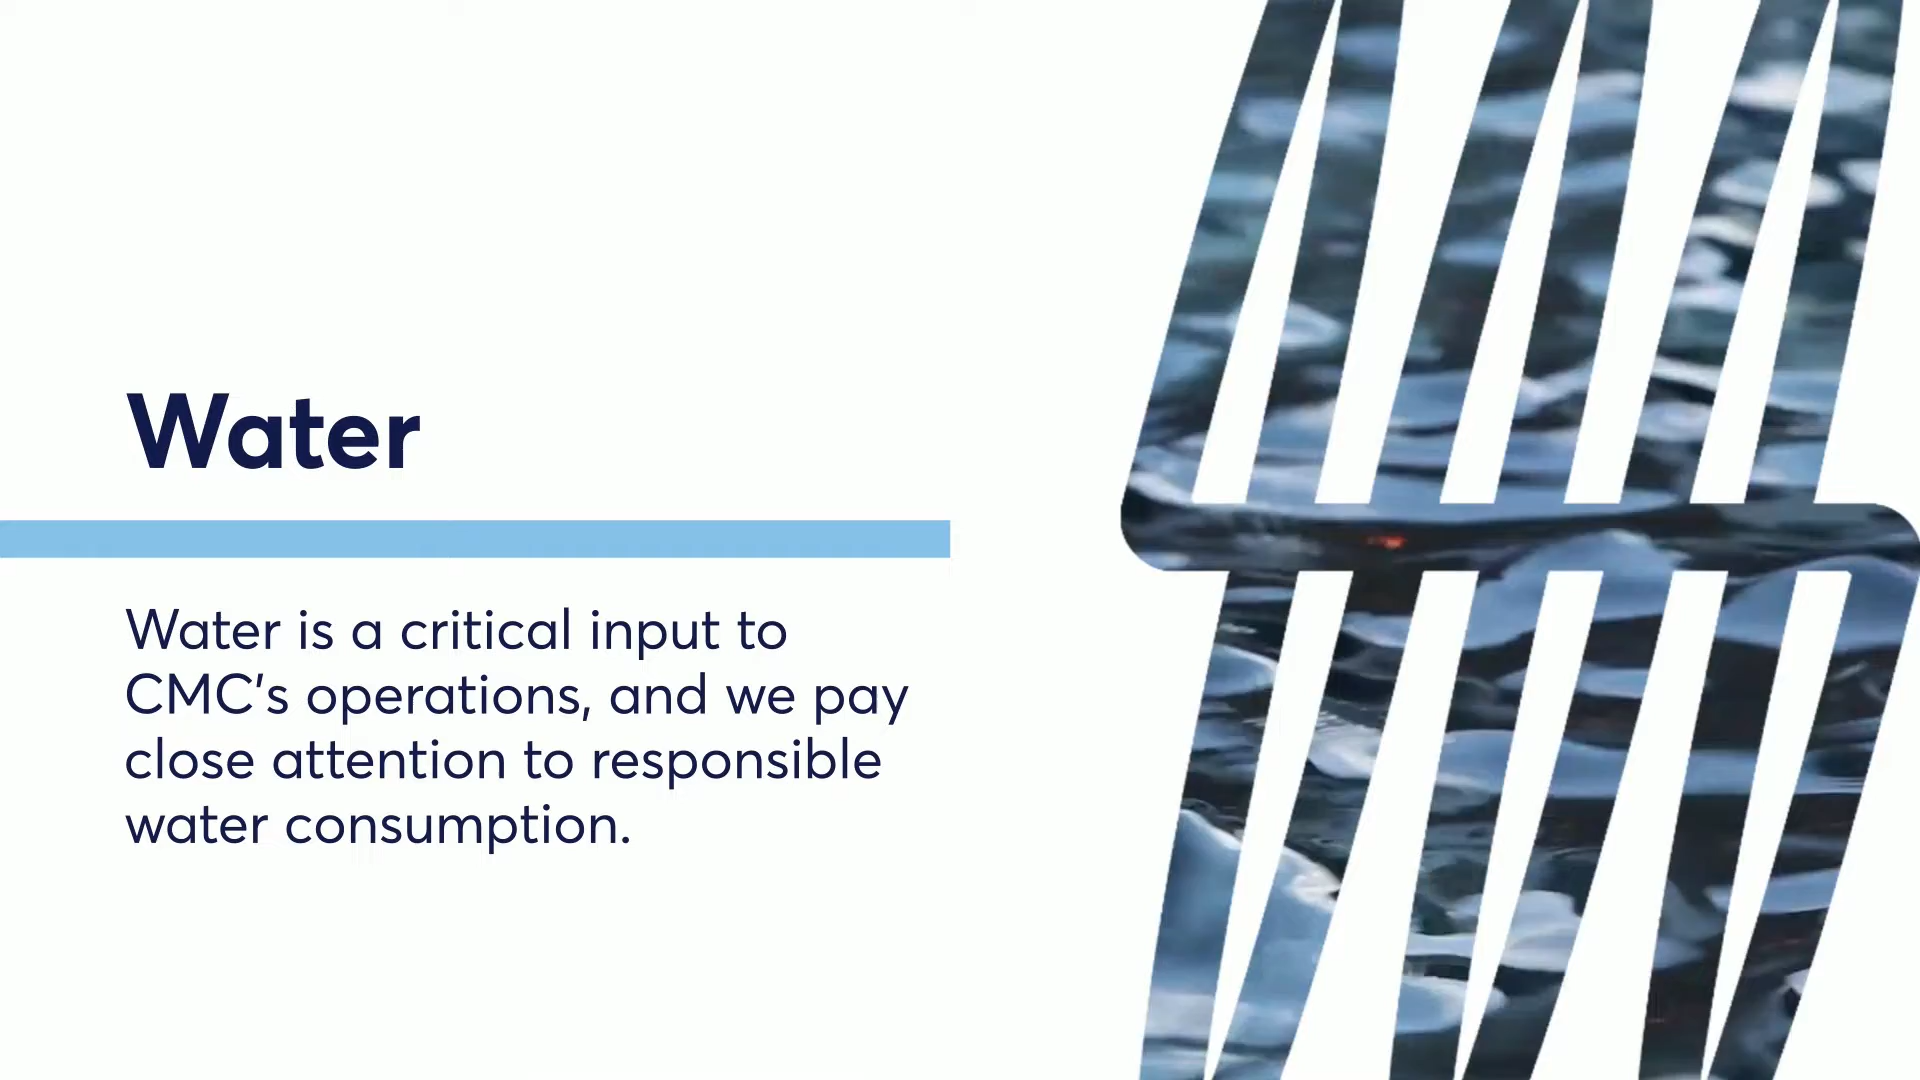 Water
Water is a critical input to
CMC’s operations, and we pay
close attention to responsible
water consumption.